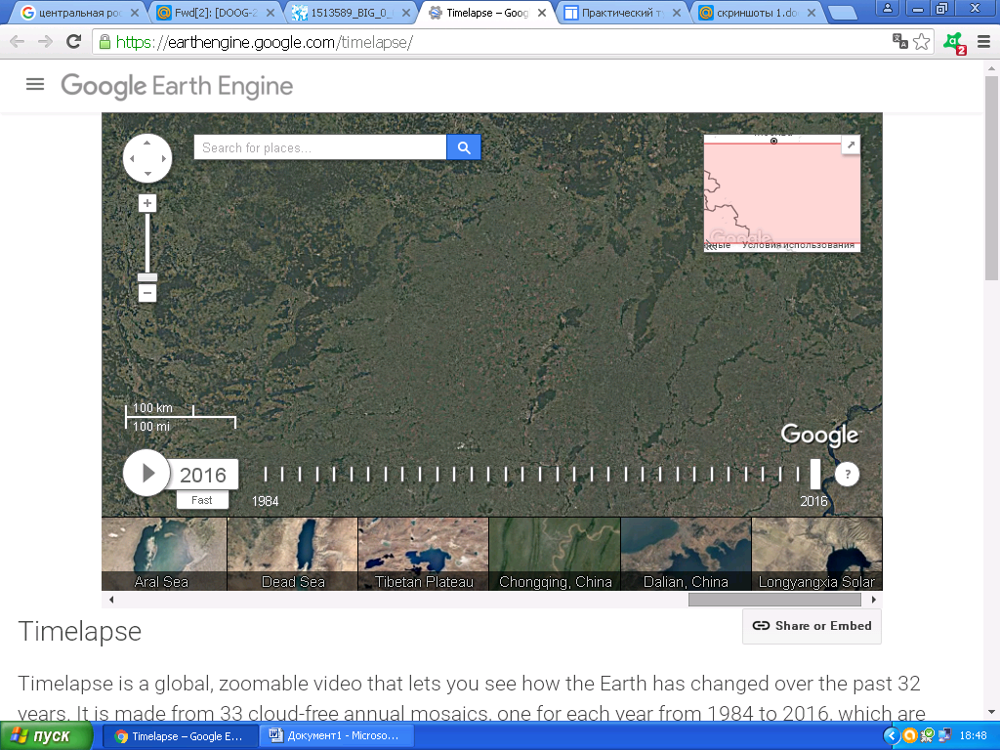 центральная рос
Fwd[2]: [DOOG-2
1513589_BIG_0_
Timelapse – Goog
Практический т
скриншоты 1.do
https://earthengine.google.com/timelapse/
2
Google Earth Engine
Search for places...
Google
Условия использования
100 km
100 mi
Google
2016
Fast
1984
2016
?
Aral Sea
Dead Sea
Tibetan Plateau
Chongqing, China
Dalian, China
Longyangxia Solar
Timelapse
Share or Embed
Timelapse is a global, zoomable video that lets you see how the Earth has changed over the past 32
years. It is made from 33 cloud-free annual mosaics, one for each year from 1984 to 2016, which are
пуск
Timelapse – Google E...
Документ1 - Microso...
18:48